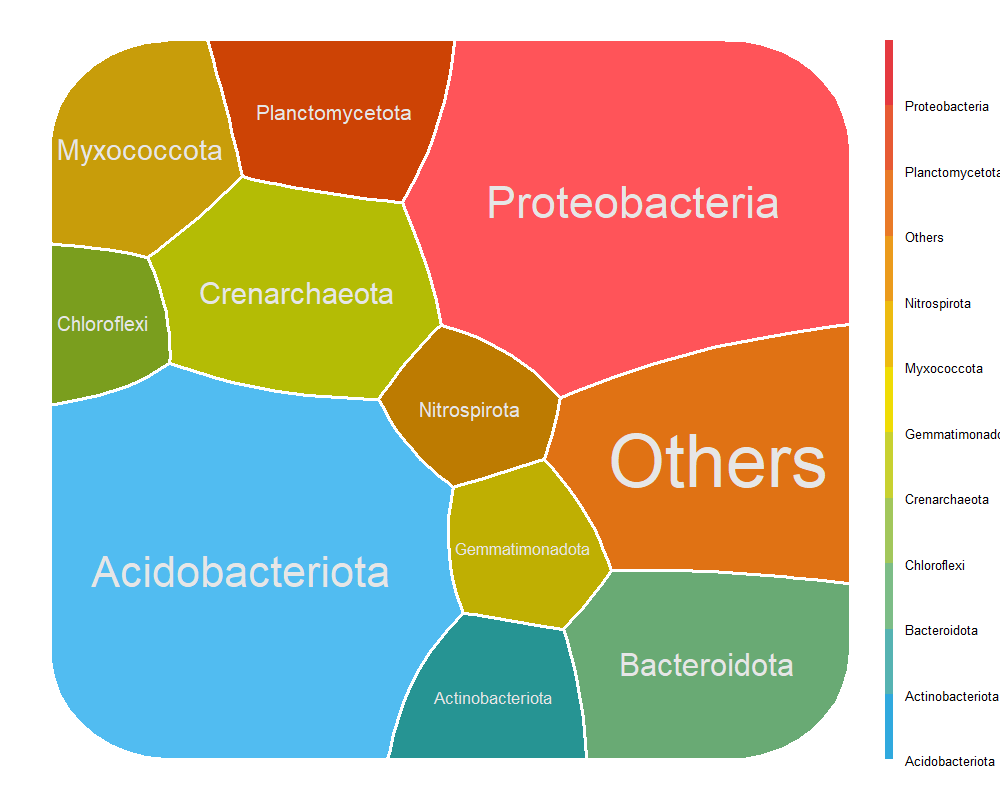 Planctomycetota
Myxococcota
Proteobacteria
Crenarchaeota
Chloroflexi
Nitrospirota
Others
Gemmatimonadota
Acidobacteriota
Bacteroidota
Actinobacteriota
Proteobacteria
Planctomycetota
Others
Nitrospirota
Myxococcota
Gemmatimonado
Crenarchaeota
Chloroflexi
Bacteroidota
Actinobacteriota
Acidobacteriota